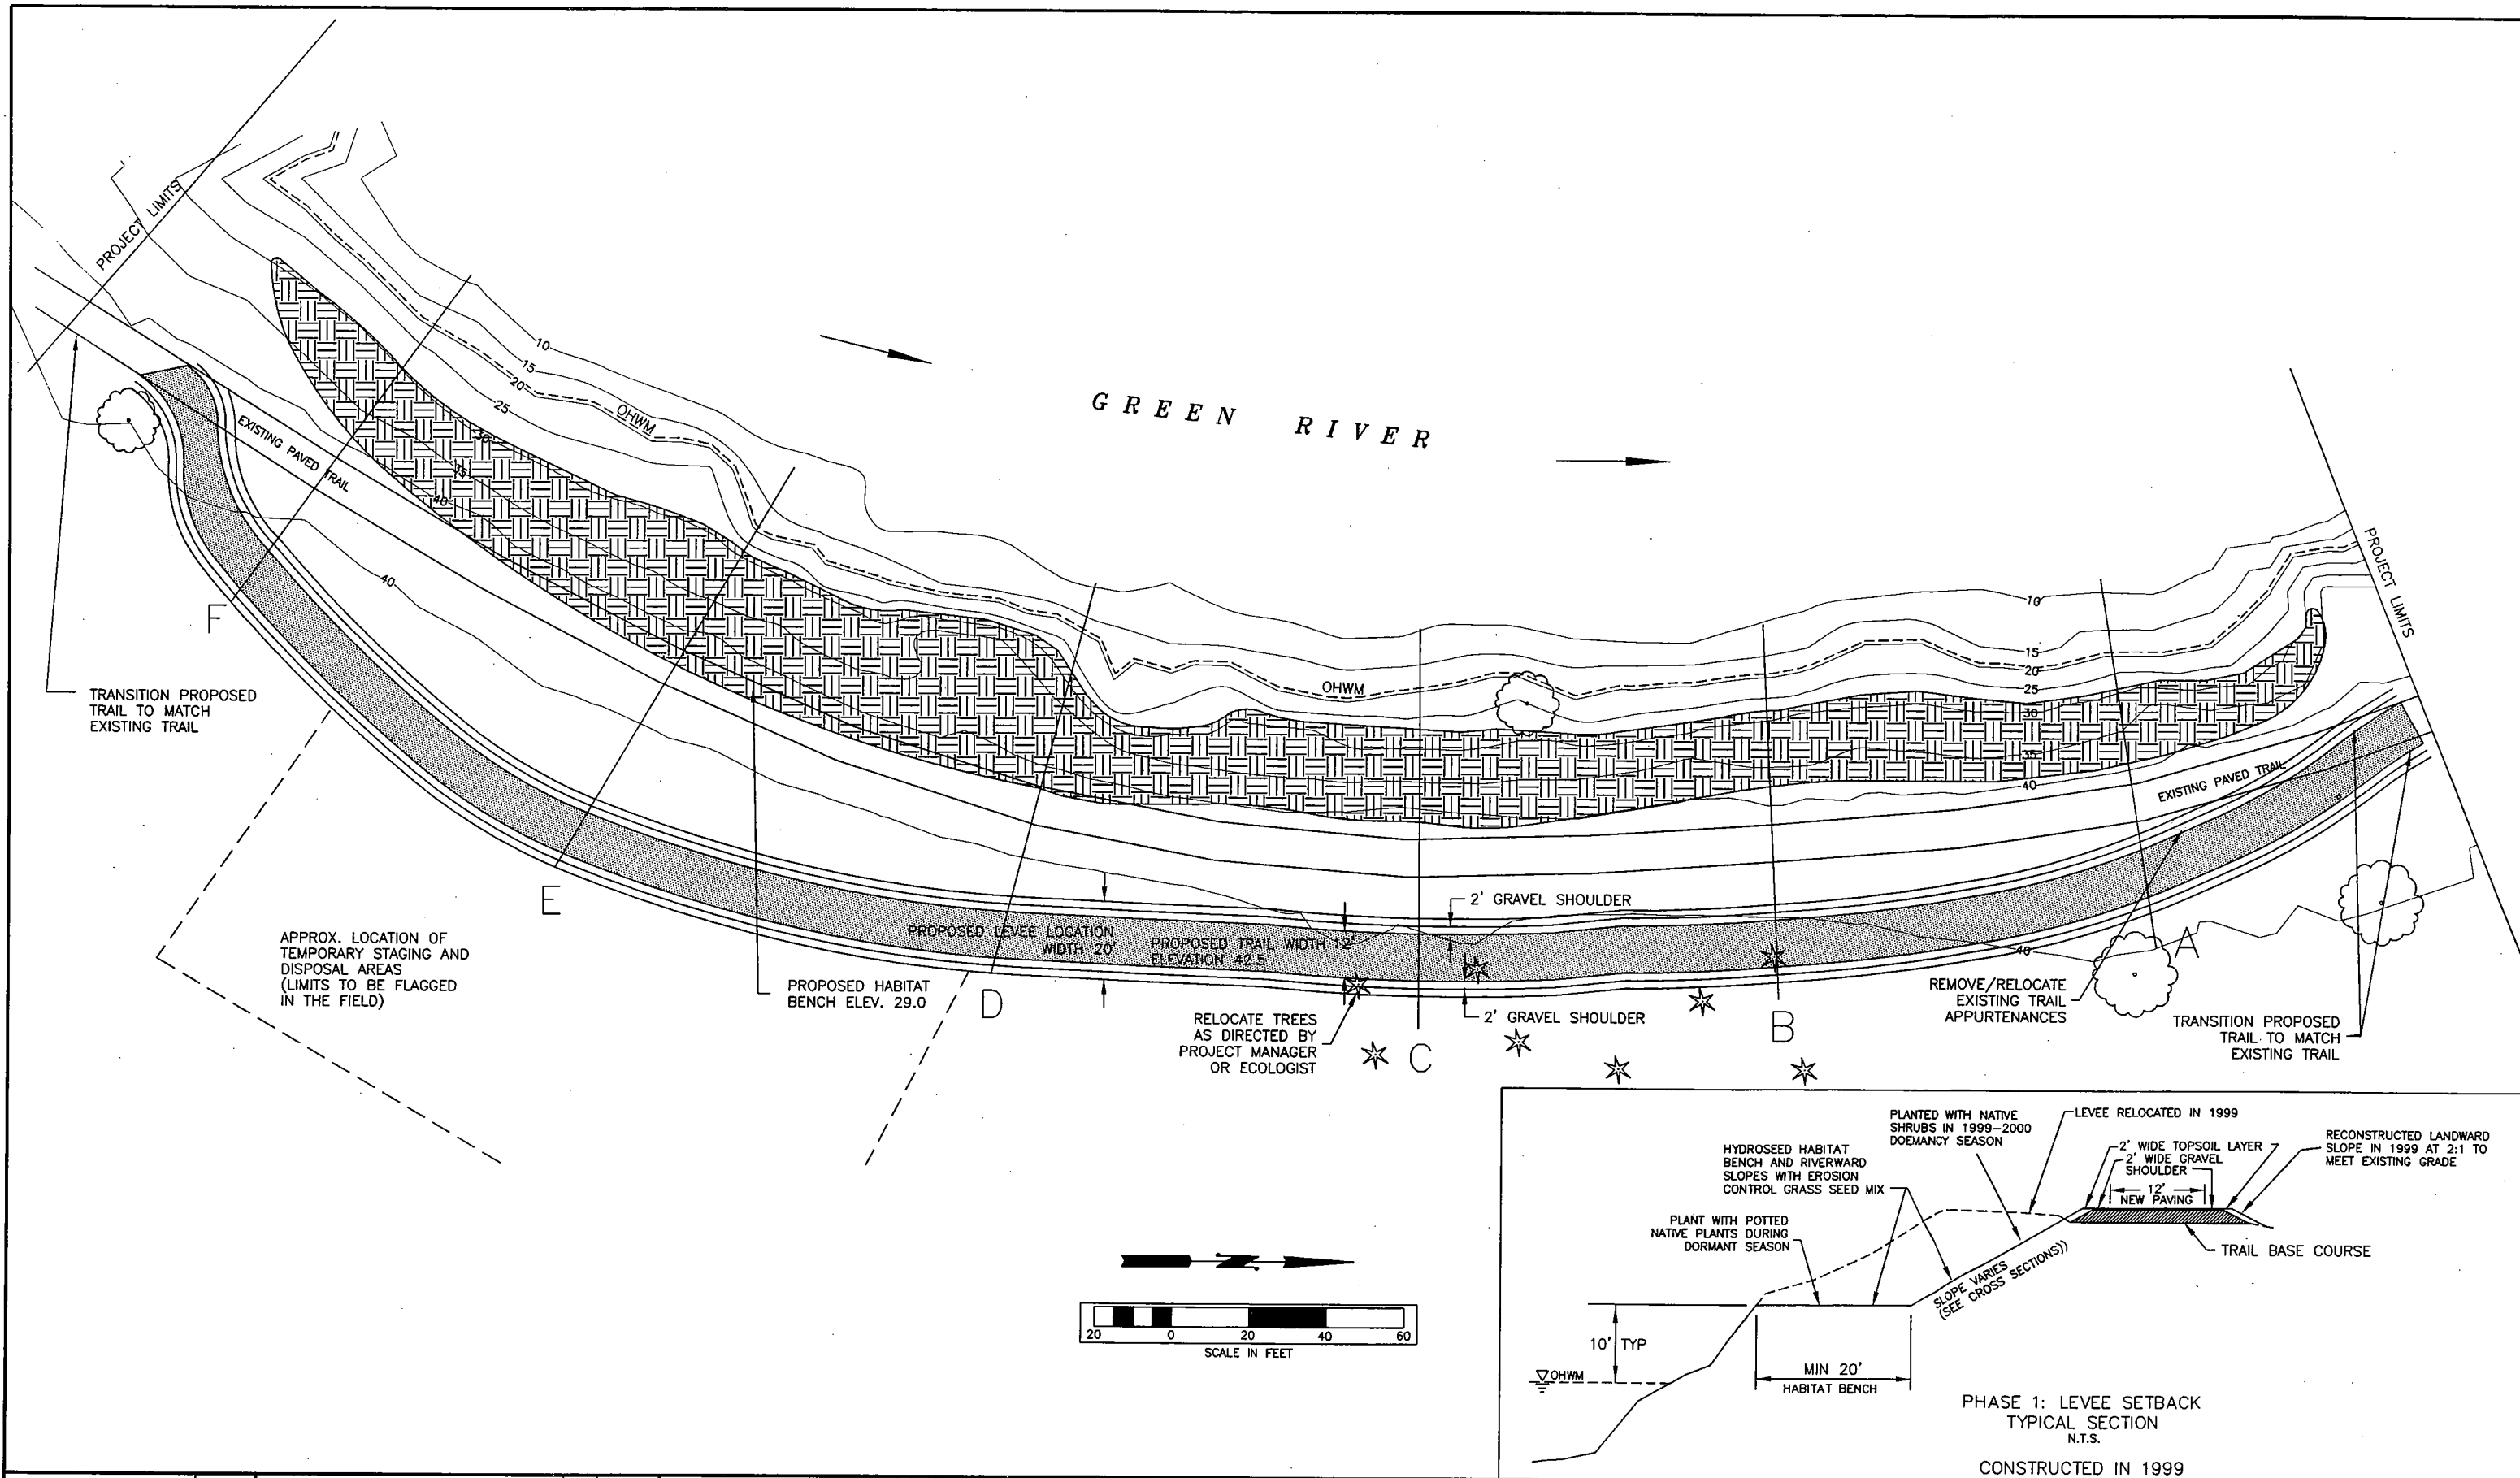 PROJECT LIMITS
10
15
20
25
OHWM
30
35
40
EXISTING PAVED TRAIL
40
GREEN RIVER
F
E
D
C
B
A
TRANSITION PROPOSED
TRAIL TO MATCH
EXISTING TRAIL
APPROX. LOCATION OF
TEMPORARY STAGING AND
DISPOSAL AREAS
(LIMITS TO BE FLAGGED
IN THE FIELD)
PROPOSED HABITAT
BENCH ELEV. 29.0
PROPOSED LEVEE LOCATION
WIDTH 20'
PROPOSED TRAIL WIDTH 12'
ELEVATION 42.5
2' GRAVEL SHOULDER
2' GRAVEL SHOULDER
RELOCATE TREES
AS DIRECTED BY
PROJECT MANAGER
OR ECOLOGIST
OHWM
10
15
20
25
30
35
40
EXISTING PAVED TRAIL
PROJECT LIMITS
40
REMOVE/RELOCATE
EXISTING TRAIL
APPURTENANCES
TRANSITION PROPOSED
TRAIL TO MATCH
EXISTING TRAIL
20 0 20 40 60
SCALE IN FEET
PLANTED WITH NATIVE
SHRUBS IN 1999-2000
DOEMANCY SEASON
LEVEE RELOCATED IN 1999
2' WIDE TOPSOIL LAYER
2' WIDE GRAVEL
SHOULDER
12'
NEW PAVING
RECONSTRUCTED LANDWARD
SLOPE IN 1999 AT 2:1 TO
MEET EXISTING GRADE
HYDROSEED HABITAT
BENCH AND RIVERWARD
SLOPES WITH EROSION
CONTROL GRASS SEED MIX
PLANT WITH POTTED
NATIVE PLANTS DURING
DORMANT SEASON
TRAIL BASE COURSE
SLOPE VARIES
(SEE CROSS SECTIONS))
10' TYP
OHWM
MIN 20'
HABITAT BENCH
PHASE 1: LEVEE SETBACK
TYPICAL SECTION
N.T.S.
CONSTRUCTED IN 1999